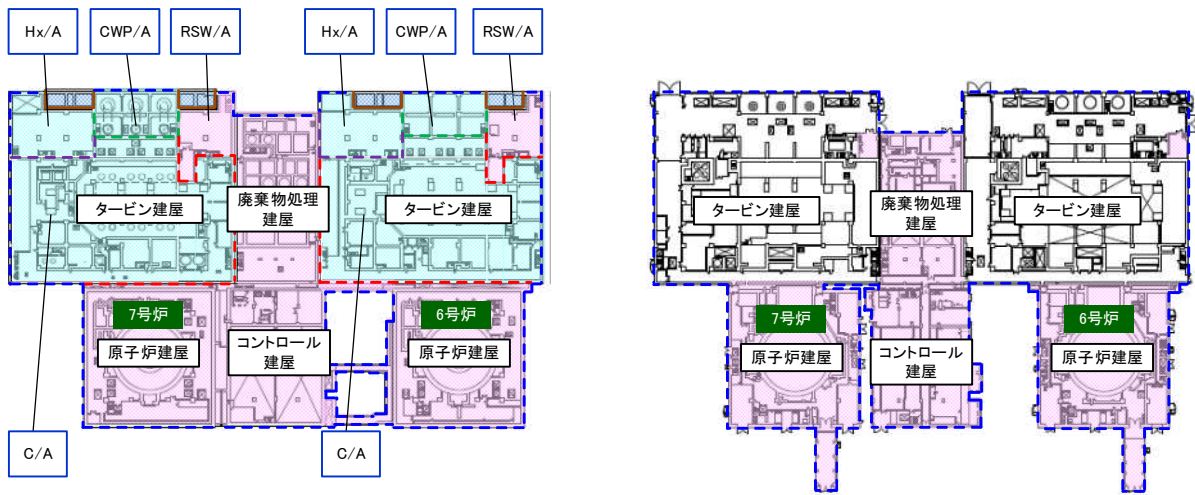 Hx/A
CWP/A
RSW/A
Hx/A
CWP/A
RSW/A
タービン建屋
廃棄物処理
建屋
タービン建屋
タービン建屋
廃棄物処理
建屋
タービン建屋
7号炉
6号炉
7号炉
6号炉
原子炉建屋
コントロール
建屋
原子炉建屋
原子炉建屋
コントロール
建屋
原子炉建屋
C/A
C/A